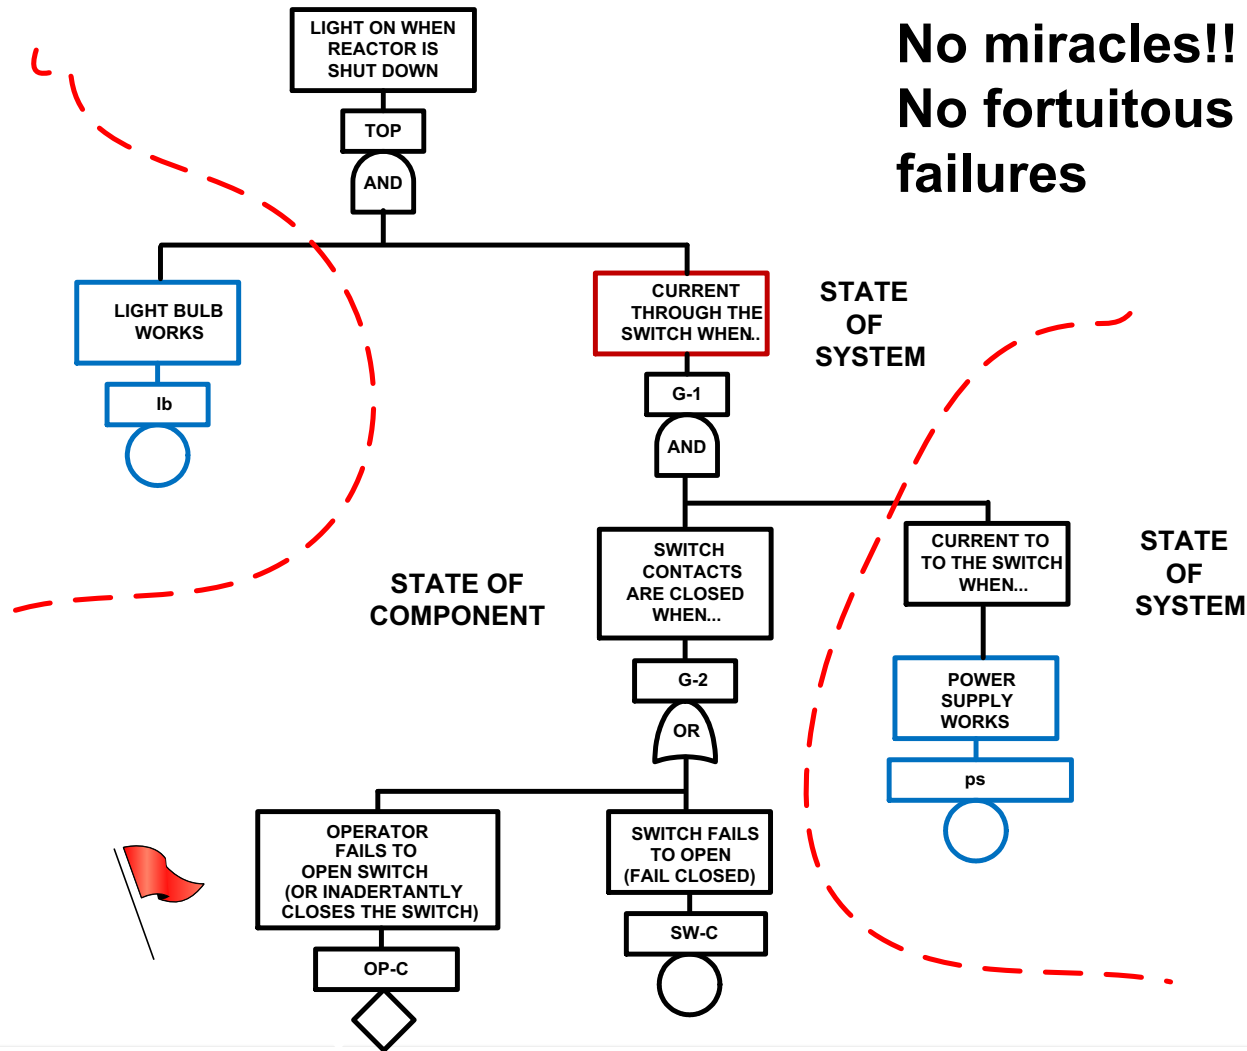 LIGHT ON WHEN
REACTOR IS
SHUT DOWN
No miracles!!
No fortuitous
failures
TOP
AND
LIGHT BULB
WORKS
lb
CURRENT
THROUGH THE
SWITCH WHEN..
STATE
OF
SYSTEM
G-1
AND
SWITCH
CONTACTS
ARE CLOSED
WHEN...
CURRENT TO
TO THE SWITCH
WHEN...
STATE
OF
SYSTEM
STATE OF
COMPONENT
G-2
OR
POWER
SUPPLY
WORKS
ps
OPERATOR
FAILS TO
OPEN SWITCH
(OR INADERTANTLY
CLOSES THE SWITCH)
OP-C
SWITCH FAILS
TO OPEN
(FAIL CLOSED)
SW-C